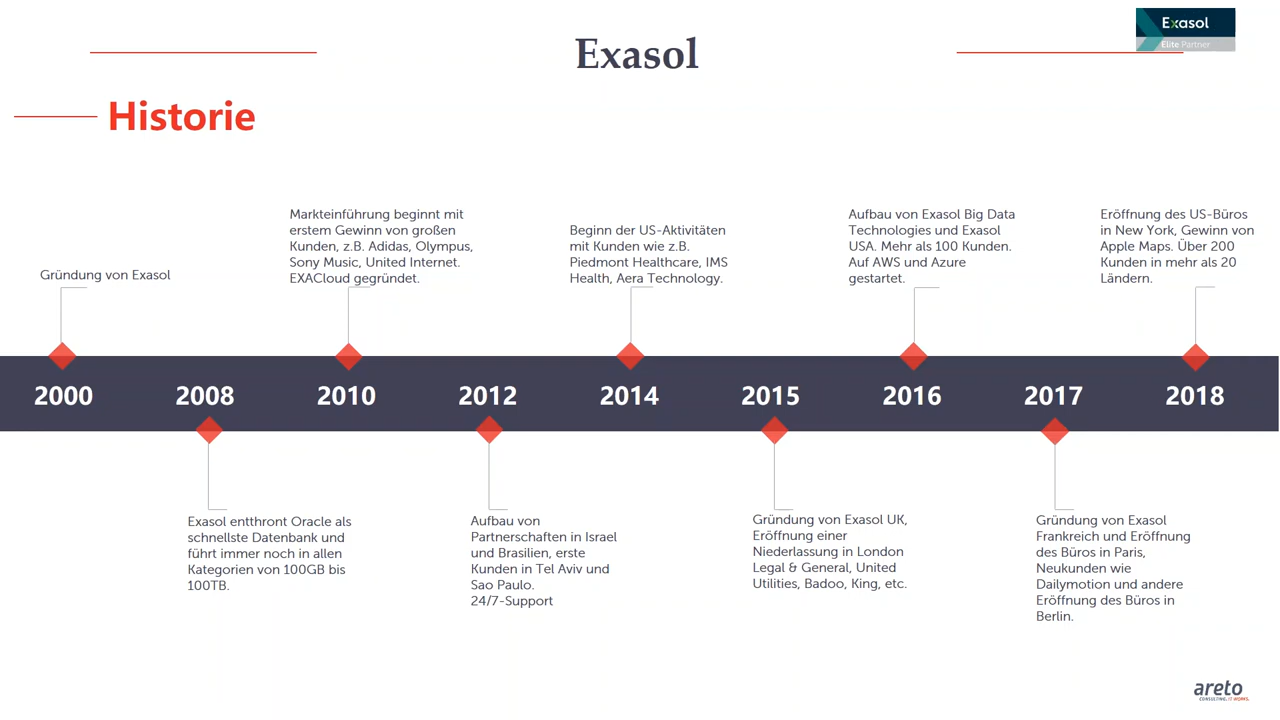 Exasol
Exasol
Elite Partner
Historie
Gründung von Exasol
Markteinführung beginnt mit
erstem Gewinn von großen
Kunden, z.B. Adidas, Olympus,
Sony Music, United Internet.
EXACloud gegründet.
Beginn der US-Aktivitäten
mit Kunden wie z.B.
Piedmont Healthcare, IMS
Health, Aera Technology.
Aufbau von Exasol Big Data
Technologies und Exasol
USA. Mehr als 100 Kunden.
Auf AWS und Azure
gestartet.
Eröffnung des US-Büros
in New York, Gewinn von
Apple Maps. Über 200
Kunden in mehr als 20
Ländern.
2000 2008 2010 2012 2014 2015 2016 2017 2018
Exasol entthront Oracle als
schnellste Datenbank und
führt immer noch in allen
Kategorien von 100GB bis
100TB.
Aufbau von
Partnerschaften in Israel
und Brasilien, erste
Kunden in Tel Aviv und
Sao Paulo.
24/7-Support
Gründung von Exasol UK,
Eröffnung einer
Niederlassung in London
Legal & General, United
Utilities, Badoo, King, etc.
Gründung von Exasol
Frankreich und Eröffnung
des Büros in Paris,
Neukunden wie
Dailymotion und andere
Eröffnung des Büros in
Berlin.
areto
CONSULTING. IT WORKS.